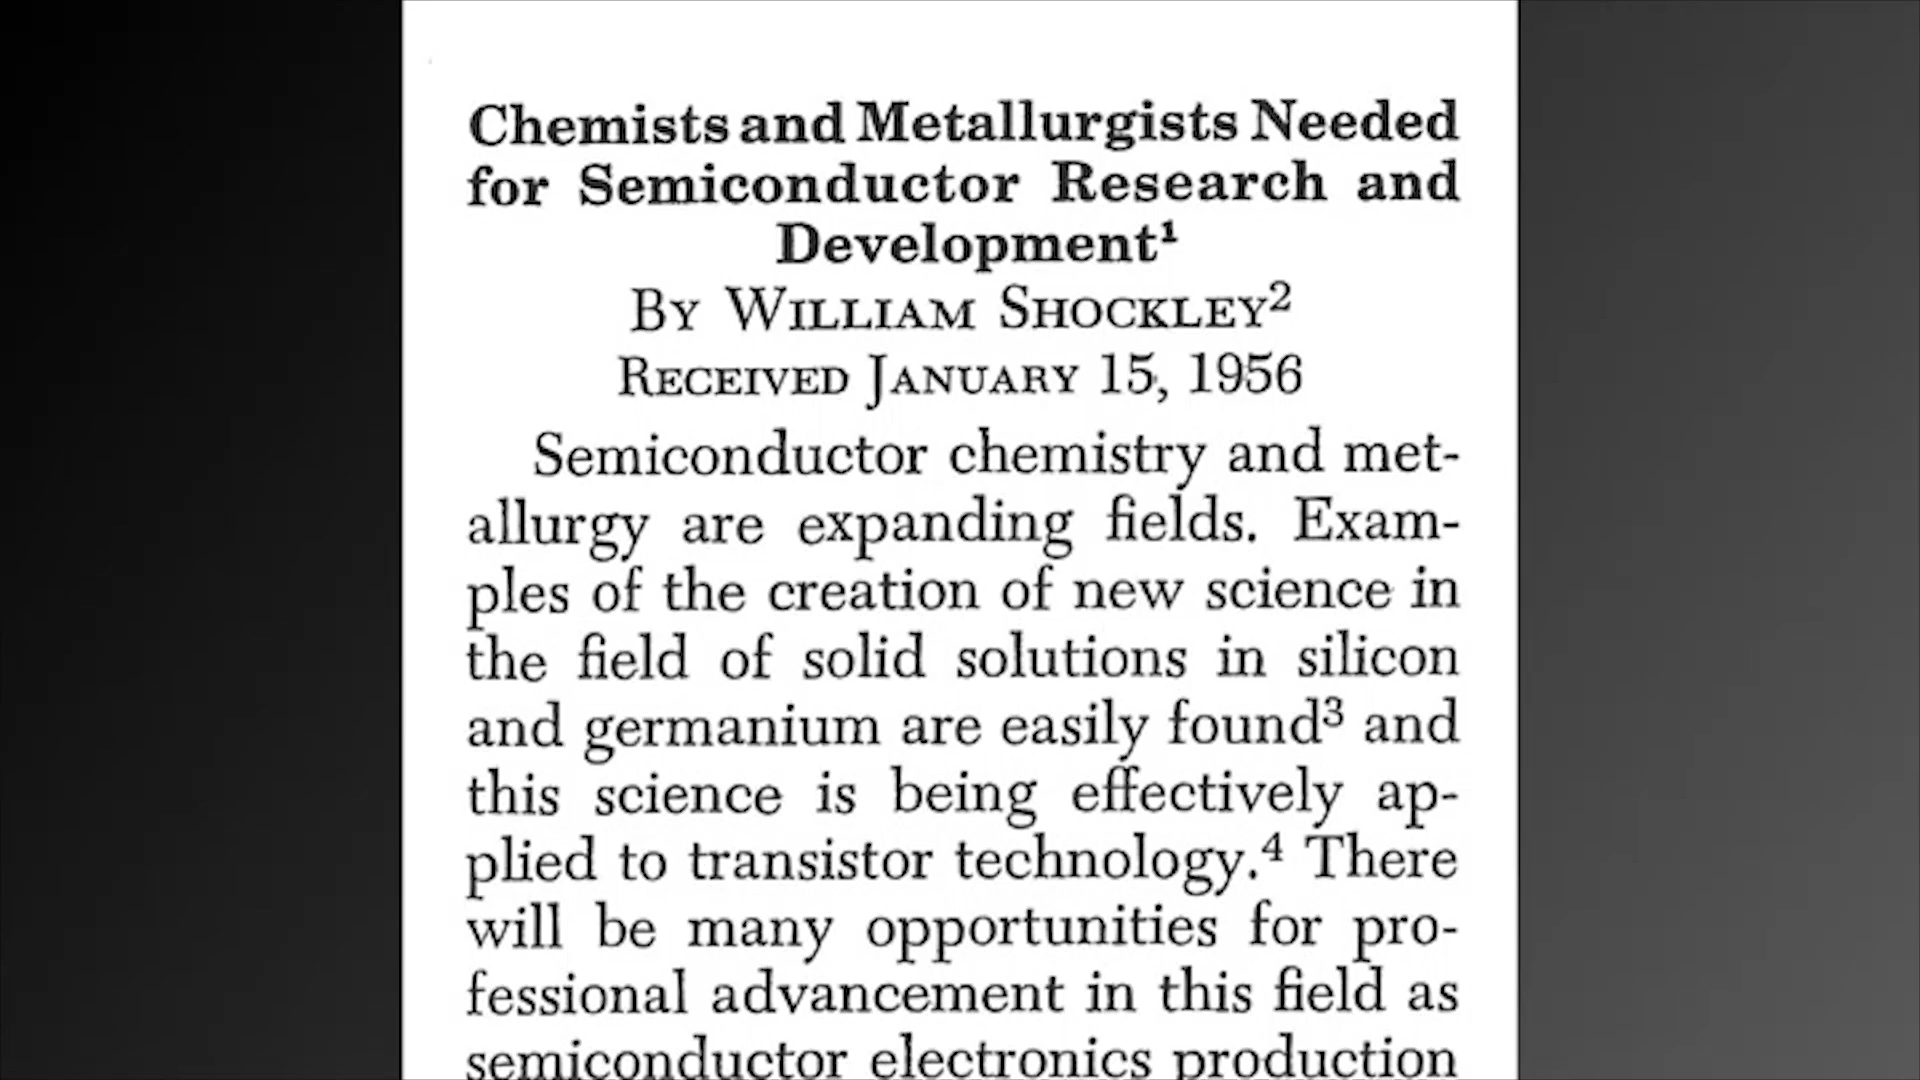 Chemists and Metallurgists Needed
for Semiconductor Research and
Development¹
By William Shockley²
Received January 15, 1956
Semiconductor chemistry and met-
allurgy are expanding fields. Exam-
ples of the creation of new science in
the field of solid solutions in silicon
and germanium are easily found³ and
this science is being effectively ap-
plied to transistor technology.⁴ There
will be many opportunities for pro-
fessional advancement in this field as
semiconductor electronics production